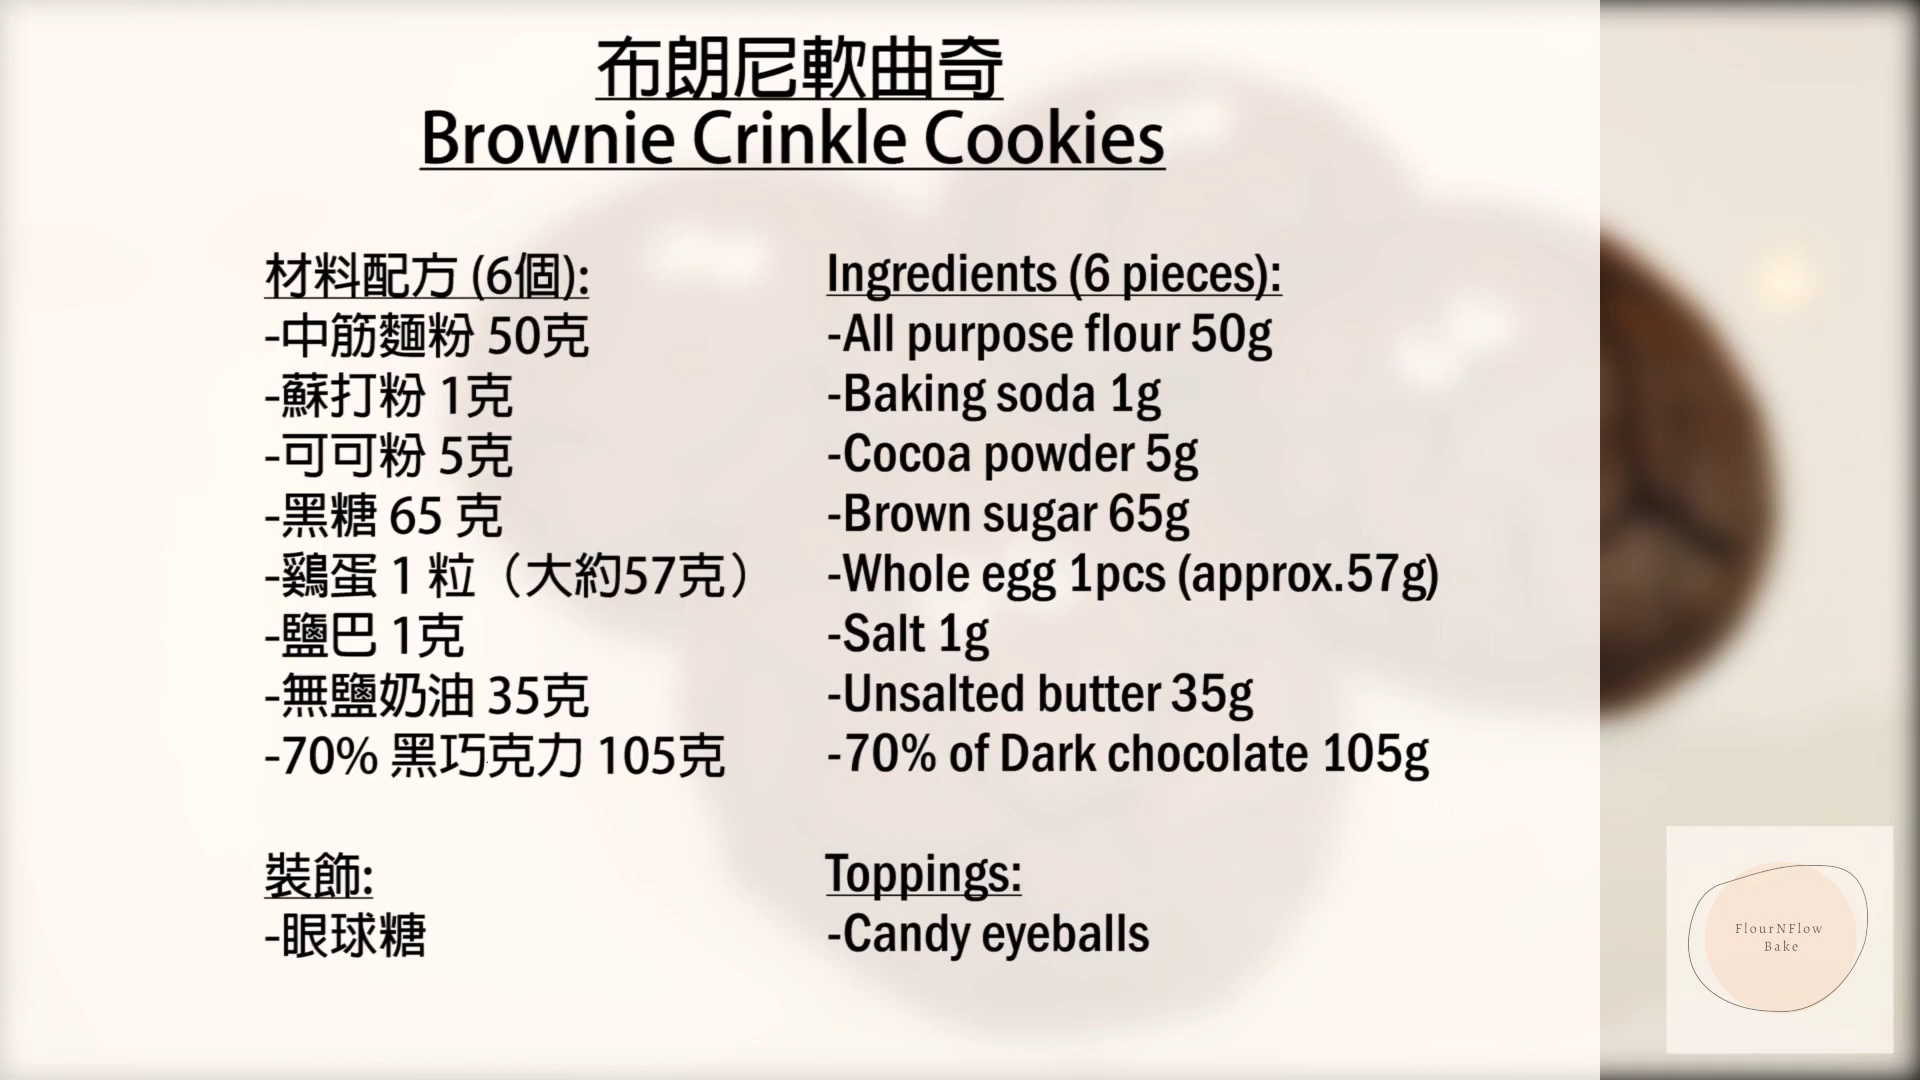 布朗尼軟曲奇
Brownie Crinkle Cookies
材料配方 (6個):
-中筋麵粉 50克
-蘇打粉 1克
-可可粉 5克
-黑糖 65 克
-鷄蛋 1 粒（大約57克）
-鹽巴 1克
-無鹽奶油 35克
-70% 黑巧克力 105克
裝飾:
-眼球糖
Ingredients (6 pieces):
-All purpose flour 50g
-Baking soda 1g
-Cocoa powder 5g
-Brown sugar 65g
-Whole egg 1pcs (approx.57g)
-Salt 1g
-Unsalted butter 35g
-70% of Dark chocolate 105g
Toppings:
-Candy eyeballs
FlourNFlow
Bake